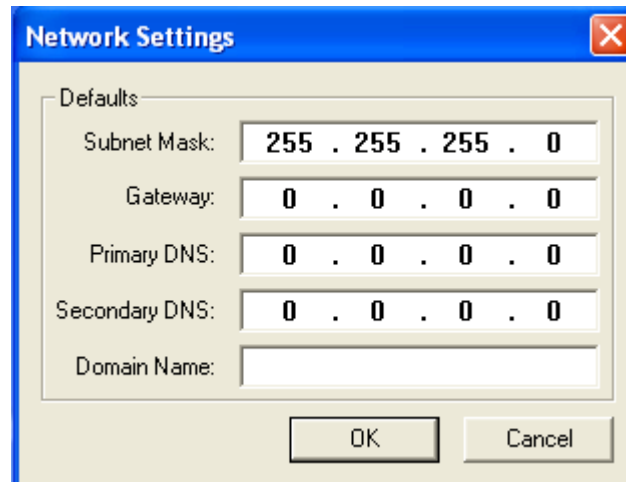 Network Settings
Defaults
Subnet Mask: 255 . 255 . 255 . 0
Gateway: 0 . 0 . 0 . 0
Primary DNS: 0 . 0 . 0 . 0
Secondary DNS: 0 . 0 . 0 . 0
Domain Name:
OK Cancel